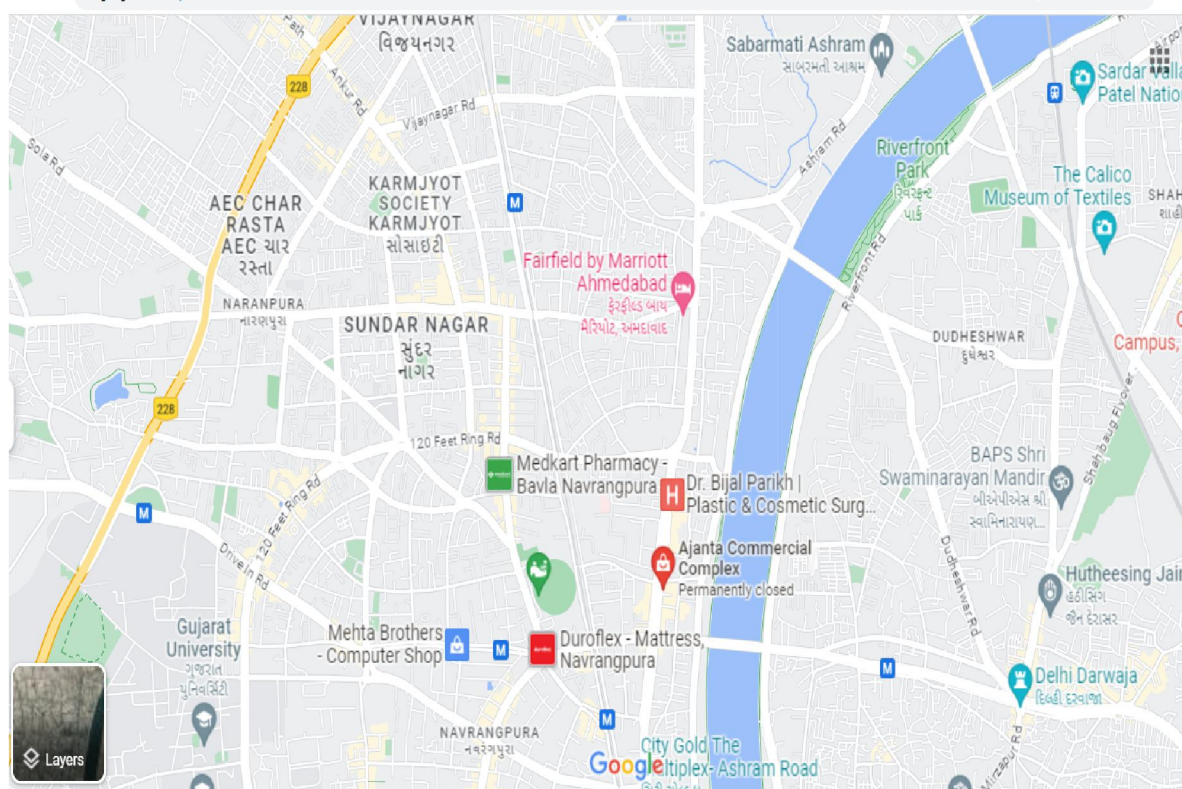 VIJAYNAGAR
વિજયનગર
Sabarmati Ashram
સાબરમતી આશ્રમ
Path
Ankur Rd
228
Vijaynagar Rd
Sola Rd
Ashram Rd
Patel Nation
Riverfront
Park
રિવરફ્રન્ટ
પાર્ક
The Calico
Museum of Textiles
KARMJYOT
SOCIETY
KARMJYOT
સોસાઇટી
M
AEC CHAR
RASTA
AEC ચાર
રસ્તા
Fairfield by Marriott
Ahmedabad
ફેરફીલ્ડ બાય
મૈરિયોટ, અમદાવાદ
Riverfront Rd
NARANPURA
નારણપુરા
SUNDAR NAGAR
સુંદર
નાગર
DUDHESHWAR
દુધેશ્વર
Campus,
228
120 Feet Ring Rd
Shahibaug Flyover
Medkart Pharmacy -
Bavla Navrangpura
H
Dr. Bijal Parikh |
Plastic & Cosmetic Surg...
BAPS Shri
Swaminarayan Mandir
બીએપીએસ શ્રી
સ્વામિનારાયણ...
M
120 Feet Ring Rd
Drive In Rd
Ajanta Commercial
Complex
Permanently closed
Dudheshwar Rd
Hutheesing Jain
હઠીસિંગ
જૈન દેરાસર
Gujarat
University
ગુજરાત
યુનિવર્સિટી
Mehta Brothers
- Computer Shop
M
Duroflex - Mattress,
Navrangpura
M
Delhi Darwaja
દિલ્હી દરવાજા
NAVRANGPURA
નવરંગપુરા
M
City Gold The
Google
ltiplex- Ashram Road
Mirzapur Rd
Layers